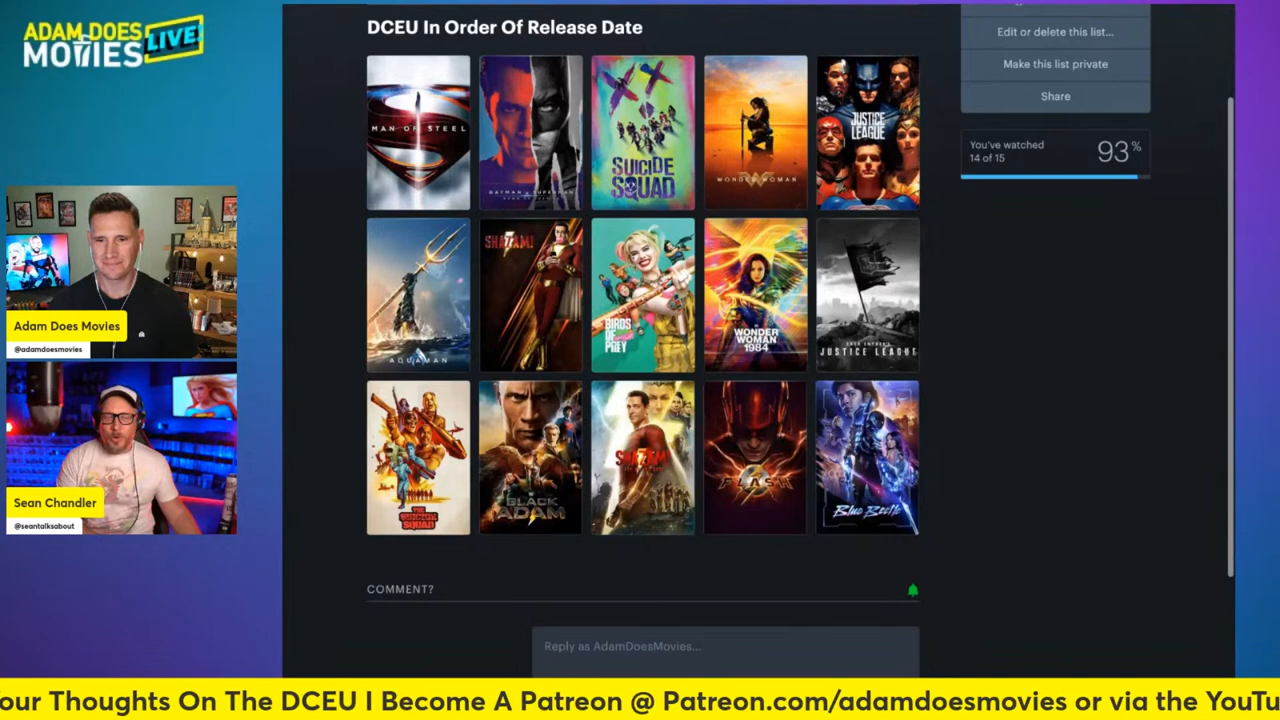 ADAM DOES
MOVIES LIVE!
DCEU In Order Of Release Date
Edit or delete this list...
Make this list private
Share
You've watched
14 of 15
93%
MAN OF STEEL
BATMAN V SUPERMAN
SUICIDE
SQUAD
WONDER WOMAN
JUSTICE
LEAGUE
AQUAMAN
SHAZAM!
BIRDS
OF
PREY
WONDER
WOMAN
1984
ZACK SNYDER'S
JUSTICE LEAGUE
THE
SUICIDE
SQUAD
BLACK
ADAM
SHAZAM!
FLASH
Blue Beetle
Adam Does Movies
@adamdoesmovies
Sean Chandler
@seantalksabout
COMMENT?
Reply as AdamDoesMovies...
our Thoughts On The DCEU I Become A Patreon @ Patreon.com/adamdoesmovies or via the YouTu